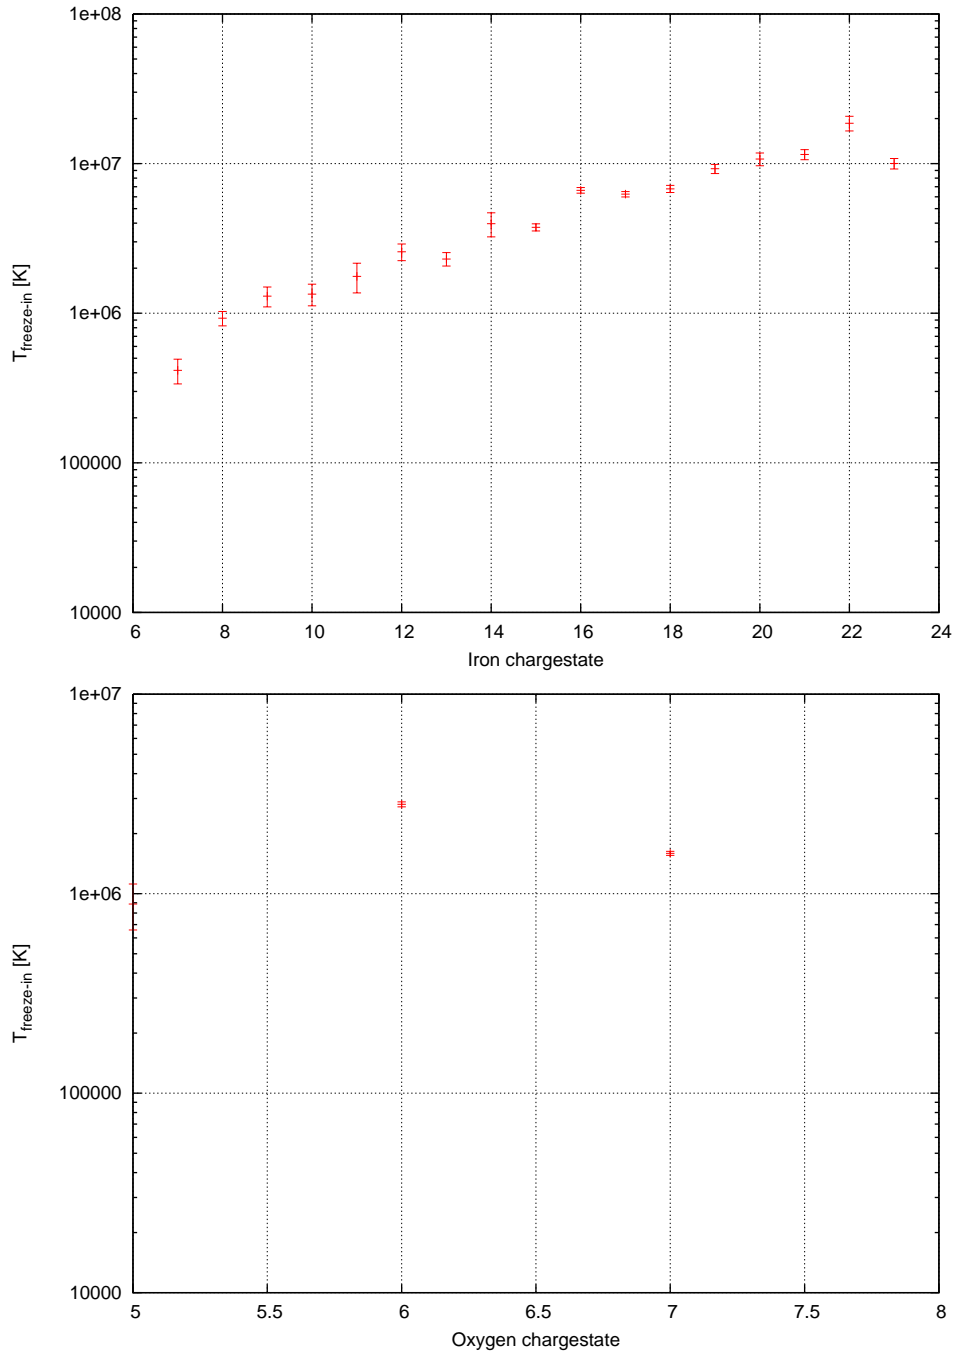 1e+08
1e+07
1e+06
100000
10000
T_freeze-in [K]
6 8 10 12 14 16 18 20 22 24
Iron chargestate
1e+07
1e+06
100000
10000
T_freeze-in [K]
5 5.5 6 6.5 7 7.5 8
Oxygen chargestate